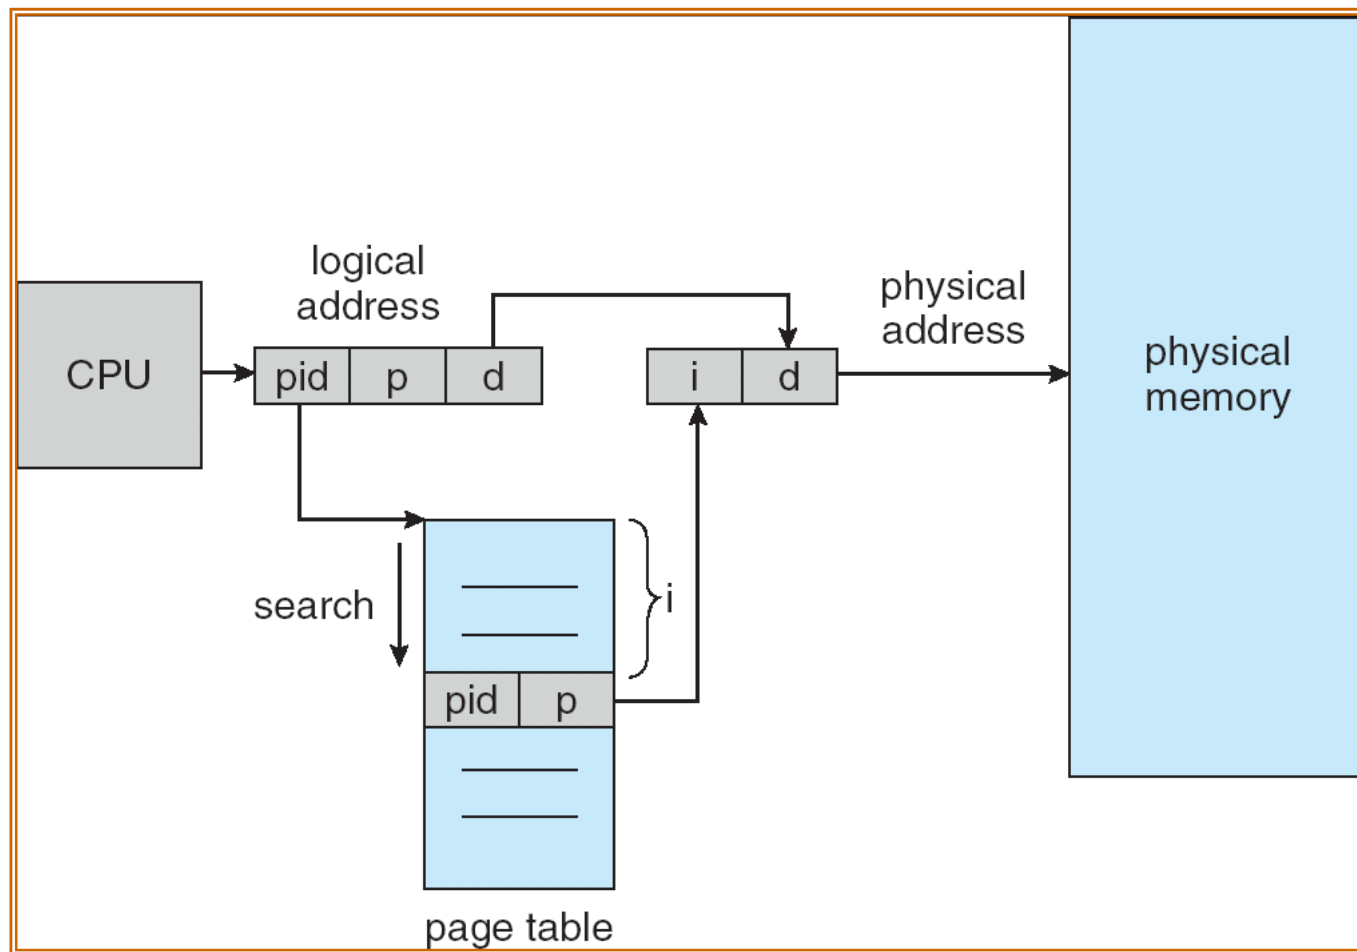 logical
address
CPU
pid
p
d
i
d
physical
address
physical
memory
search
i
pid
p
page table